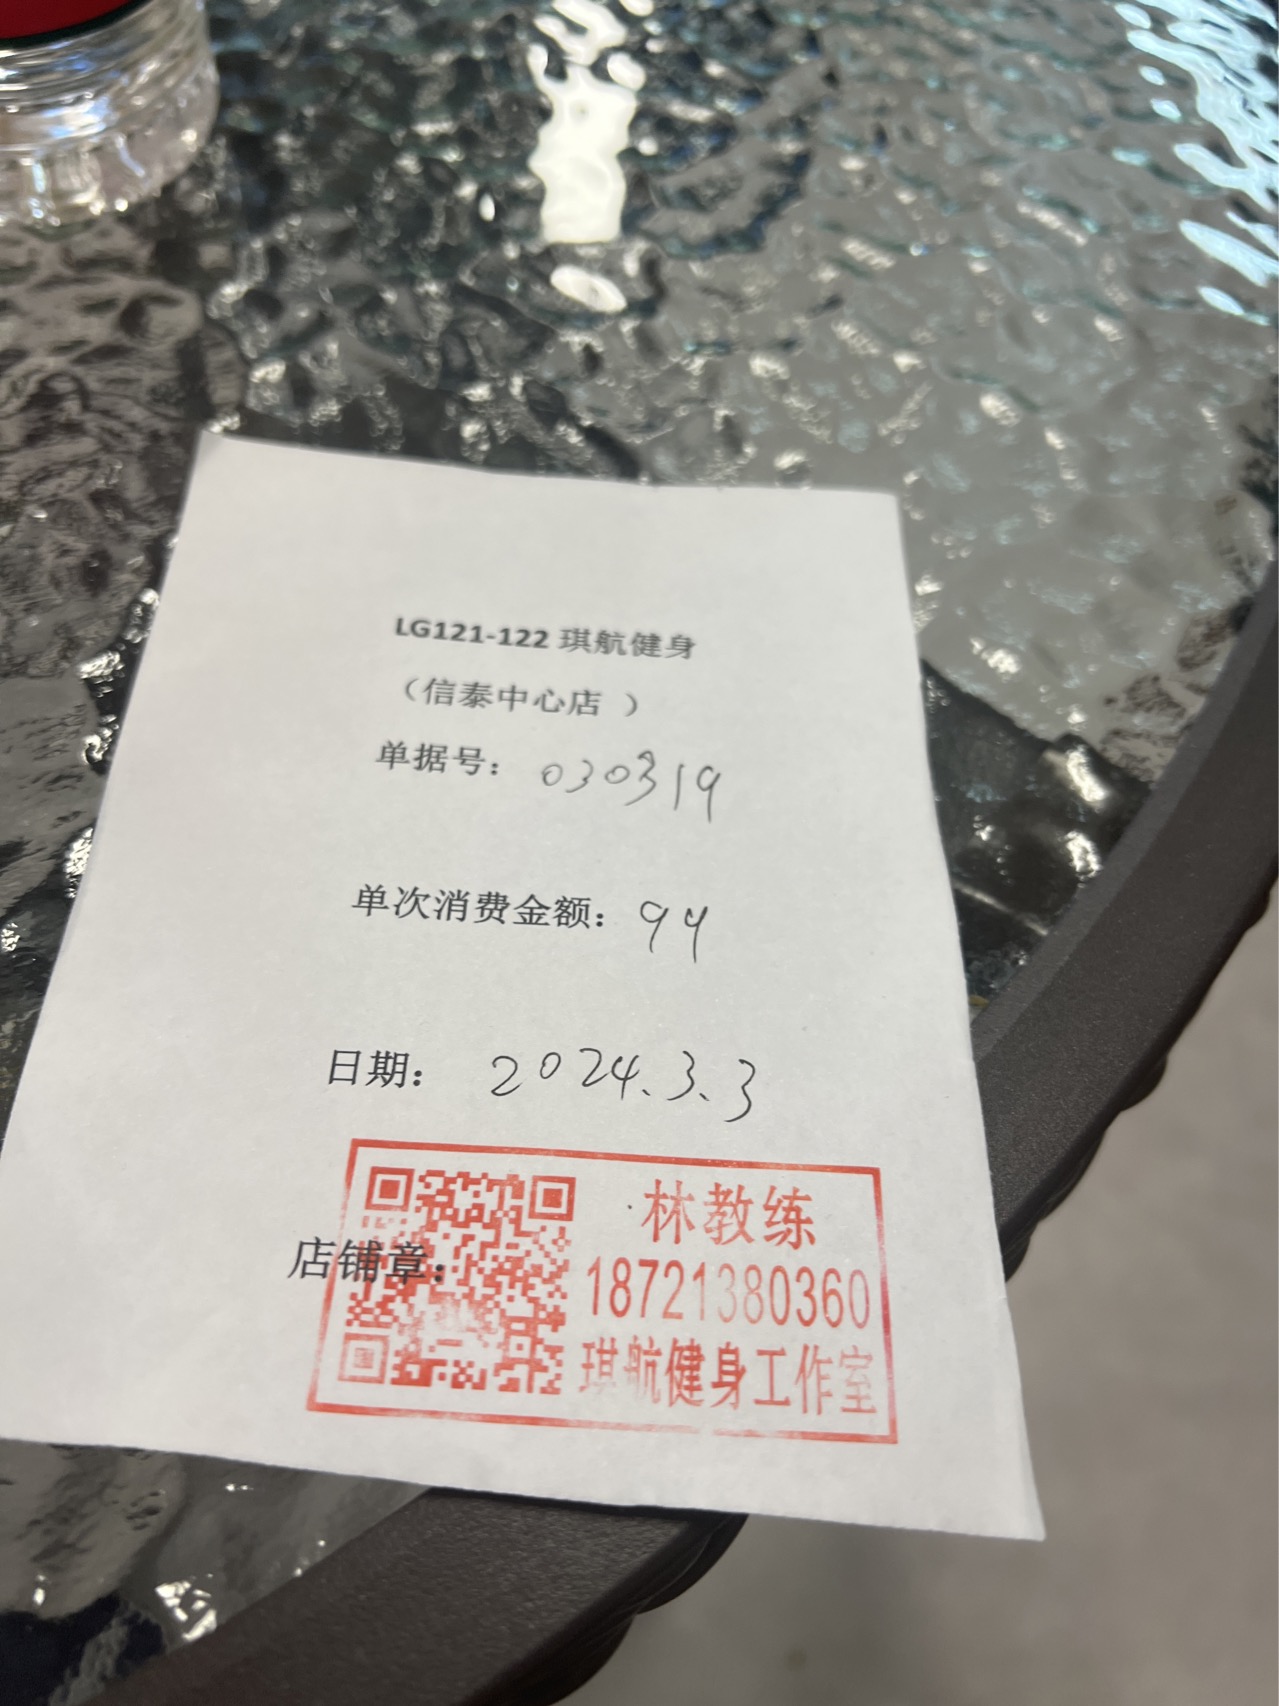 LG121-122 琪航健身
（信泰中心店 ）
单据号： 030319
单次消费金额： 94
日期： 2024.3.3
店铺章：
林教练
18721380360
琪航健身工作室